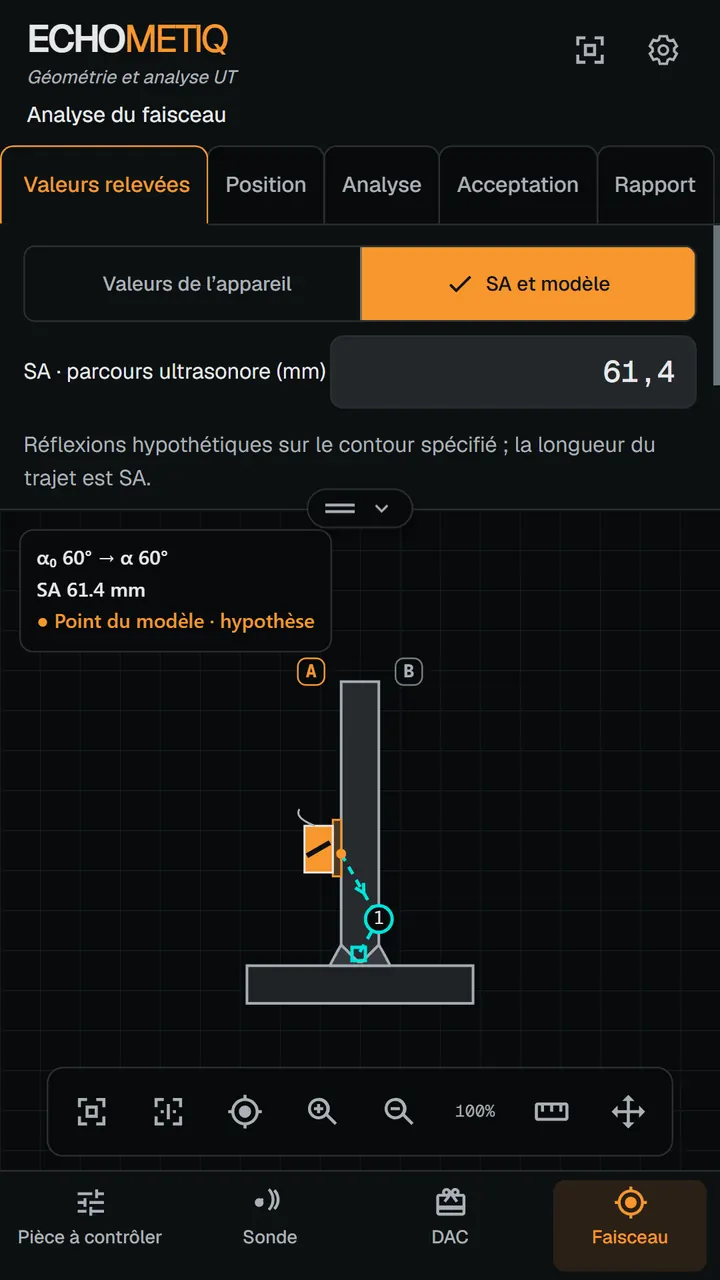 ECHOMETIQ
Géométrie et analyse UT
Analyse du faisceau
Valeurs relevées
Position
Analyse
Acceptation
Rapport
Valeurs de l’appareil
SA et modèle
SA · parcours ultrasonore (mm)
61,4
Réflexions hypothétiques sur le contour spécifié ; la longueur du
trajet est SA.
α₀ 60° → α 60°
SA 61.4 mm
● Point du modèle · hypothèse
A
B
1
100%
Pièce à contrôler
Sonde
DAC
Faisceau